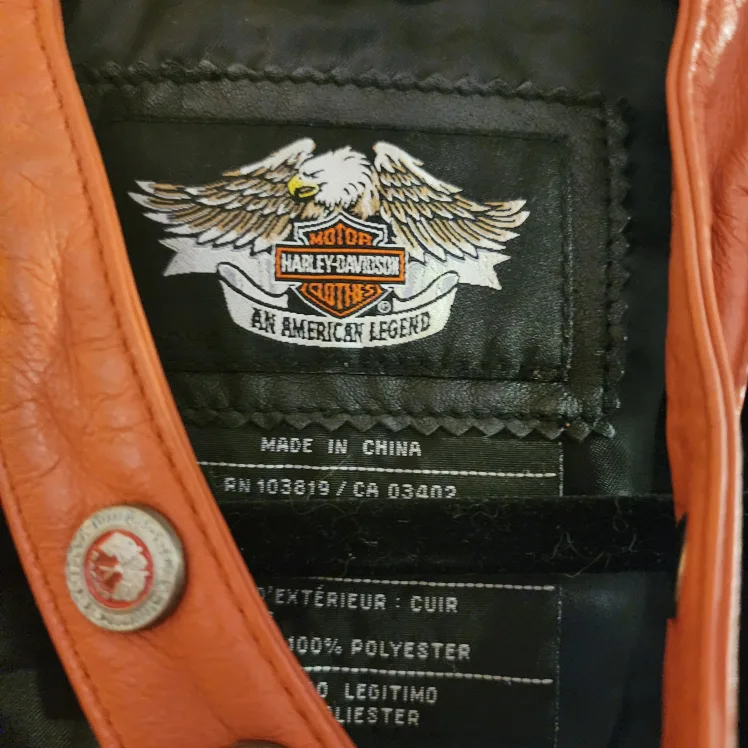 MOTOR
HARLEY-DAVIDSON
CLOTHES
®
AN AMERICAN LEGEND
MADE IN CHINA
RN 103819 / CA 03402
D'EXTÉRIEUR : CUIR
100% POLYESTER
O LEGITIMO
LIESTER